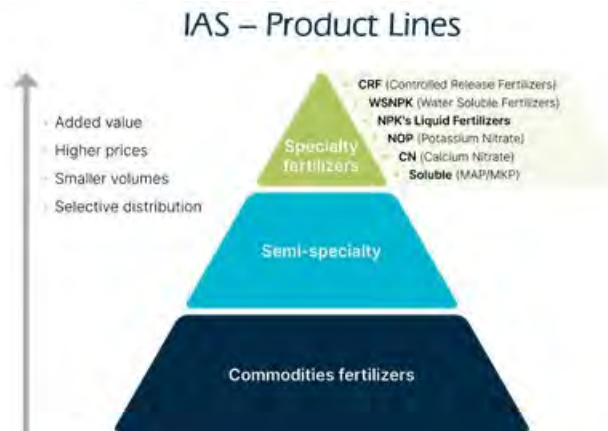 IAS – Product Lines
- Added value
- Higher prices
- Smaller volumes
- Selective distribution
- CRF (Controlled Release Fertilizers)
- WSNPK (Water Soluble Fertilizers)
- NPK's Liquid Fertilizers
- NOP (Potassium Nitrate)
- CN (Calcium Nitrate)
- Soluble (MAP/MKP)
Specialty
fertilizers
Semi-specialty
Commodities fertilizers